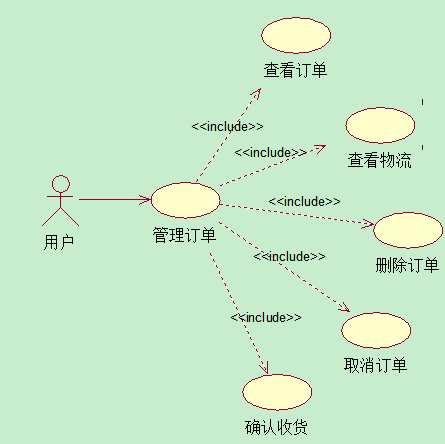 查看订单
<<include>>
<<include>>
查看物流
<<include>>
用户
管理订单
<<include>>
删除订单
<<include>>
取消订单
确认收货